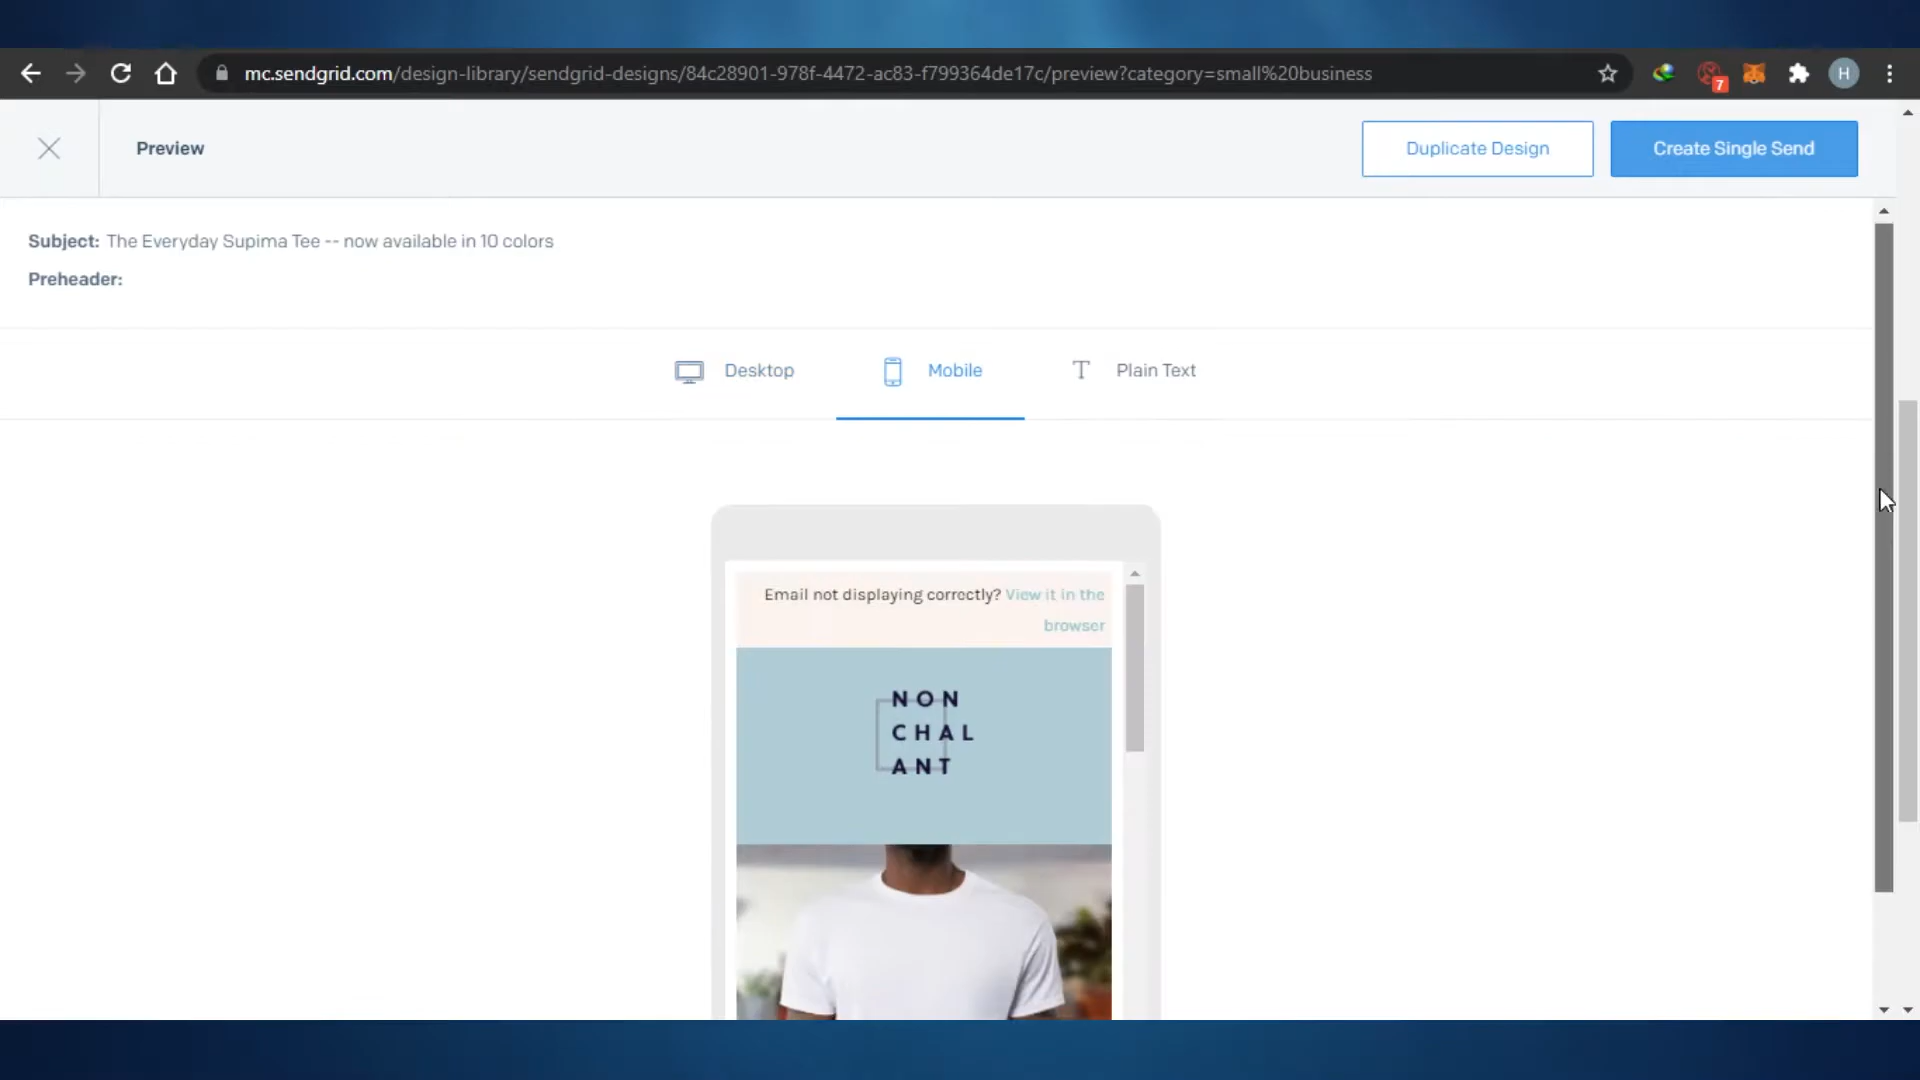 mc.sendgrid.com/design-library/sendgrid-designs/84c28901-978f-4472-ac83-f799364de17c/preview?category=small%20business
7
H
Preview
Duplicate Design
Create Single Send
Subject: The Everyday Supima Tee -- now available in 10 colors
Preheader:
Desktop
Mobile
Plain Text
Email not displaying correctly? View it in the
browser
NON
CHAL
ANT